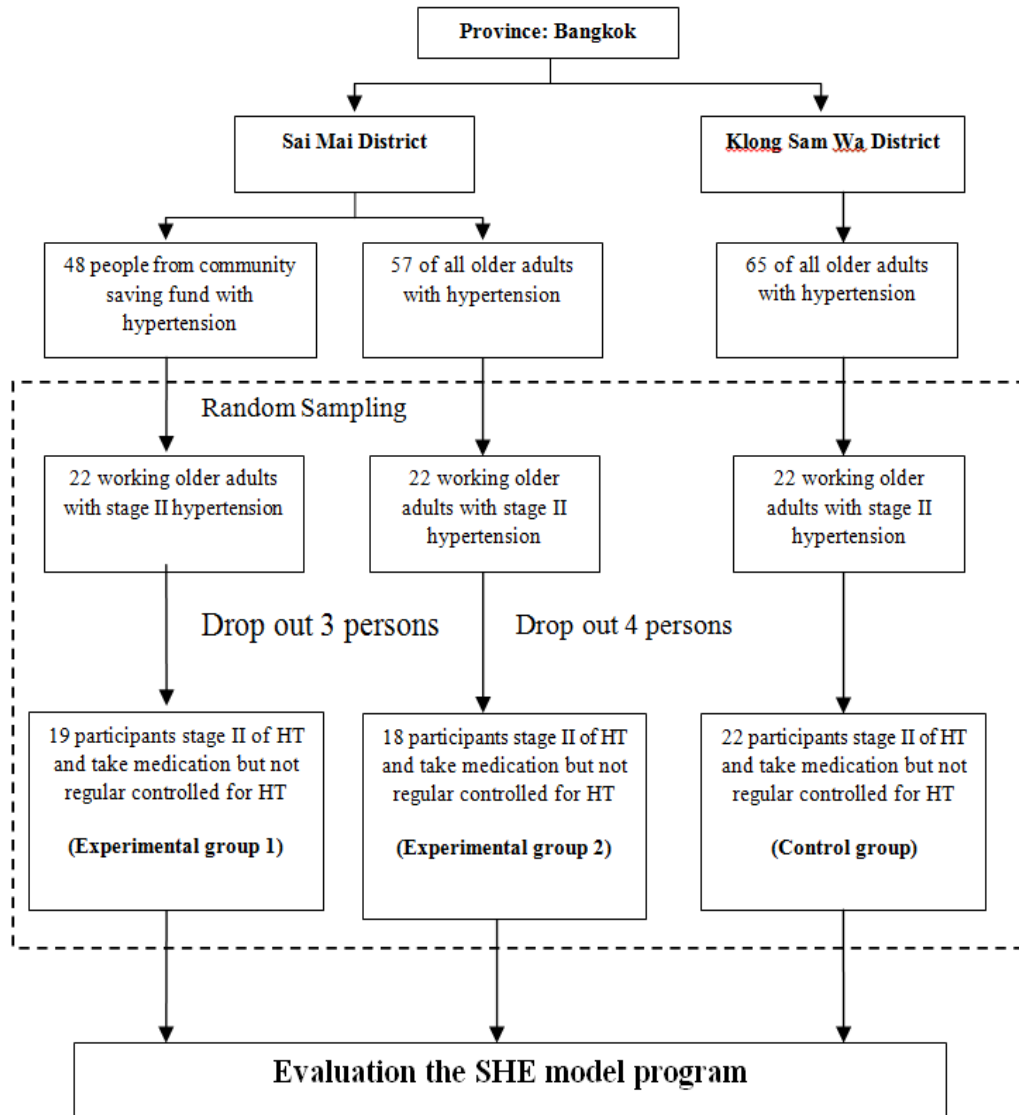 Province: Bangkok
Sai Mai District
Klong Sam Wa District
48 people from community
saving fund with
hypertension
57 of all older adults
with hypertension
65 of all older adults
with hypertension
Random Sampling
22 working older adults
with stage II hypertension
22 working older
adults with stage II
hypertension
22 working older
adults with stage II
hypertension
Drop out 3 persons
Drop out 4 persons
19 participants stage II of HT
and take medication but not
regular controlled for HT
(Experimental group 1)
18 participants stage II of HT
and take medication but not
regular controlled for HT
(Experimental group 2)
22 participants stage II of HT
and take medication but not
regular controlled for HT
(Control group)
Evaluation the SHE model program